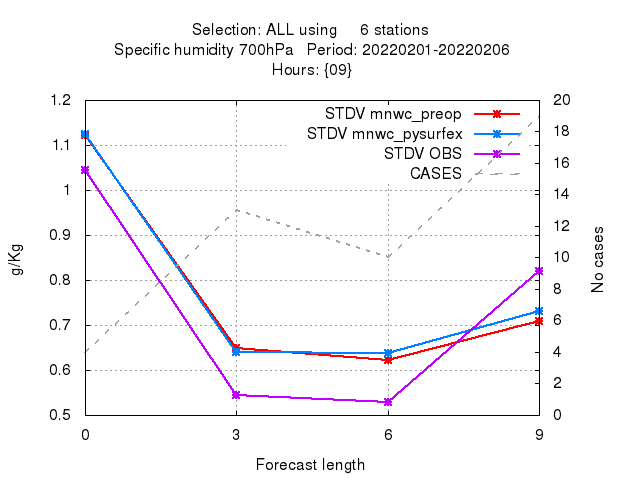 Selection: ALL using     6 stations
Specific humidity 700hPa   Period: 20220201-20220206
Hours: {09}
STDV mnwc_preop
STDV mnwc_pysurfex
STDV OBS
CASES
1.2
1.1
1
0.9
0.8
0.7
0.6
0.5
g/Kg
20
18
16
14
12
10
8
6
4
2
0
No cases
0 3 6 9
Forecast length